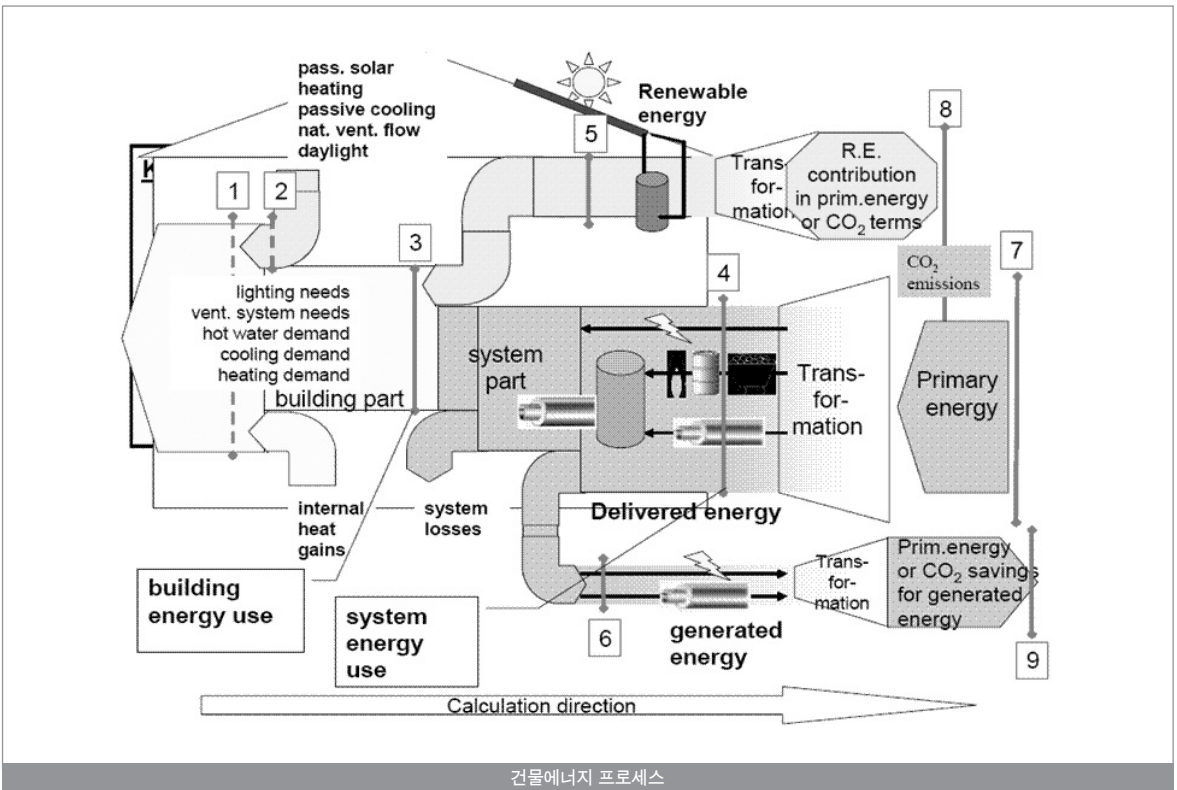 pass. solar
heating
passive cooling
nat. vent. flow
daylight
Renewable
energy
8
5
Trans-
for-
mation
R.E.
contribution
in prim.energy
or CO2 terms
K
1
2
3
7
CO2
emissions
4
lighting needs
vent. system needs
hot water demand
cooling demand
heating demand
building part
system
part
Trans-
for-
mation
Primary
energy
internal
heat
gains
system
losses
Delivered energy
building
energy use
system
energy
use
Trans-
for-
mation
Prim.energy
or CO2 savings
for generated
energy
6
generated
energy
9
Calculation direction
건물에너지 프로세스